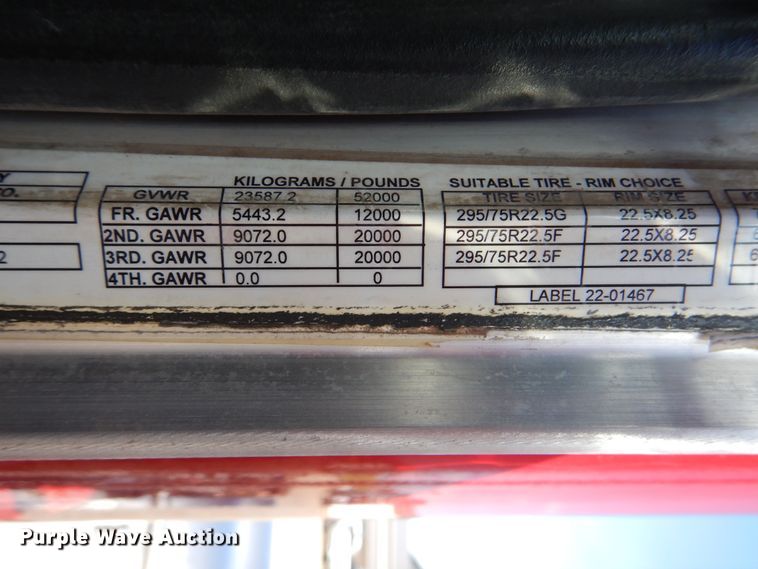 KILOGRAMS / POUNDS SUITABLE TIRE - RIM CHOICE
GVWR 23587.2 52000 TIRE SIZE RIM SIZE
FR. GAWR 5443.2 12000 295/75R22.5G 22.5X8.25
2ND. GAWR 9072.0 20000 295/75R22.5F 22.5X8.25
3RD. GAWR 9072.0 20000 295/75R22.5F 22.5X8.25
4TH. GAWR 0.0 0
LABEL 22-01467
Purple Wave Auction